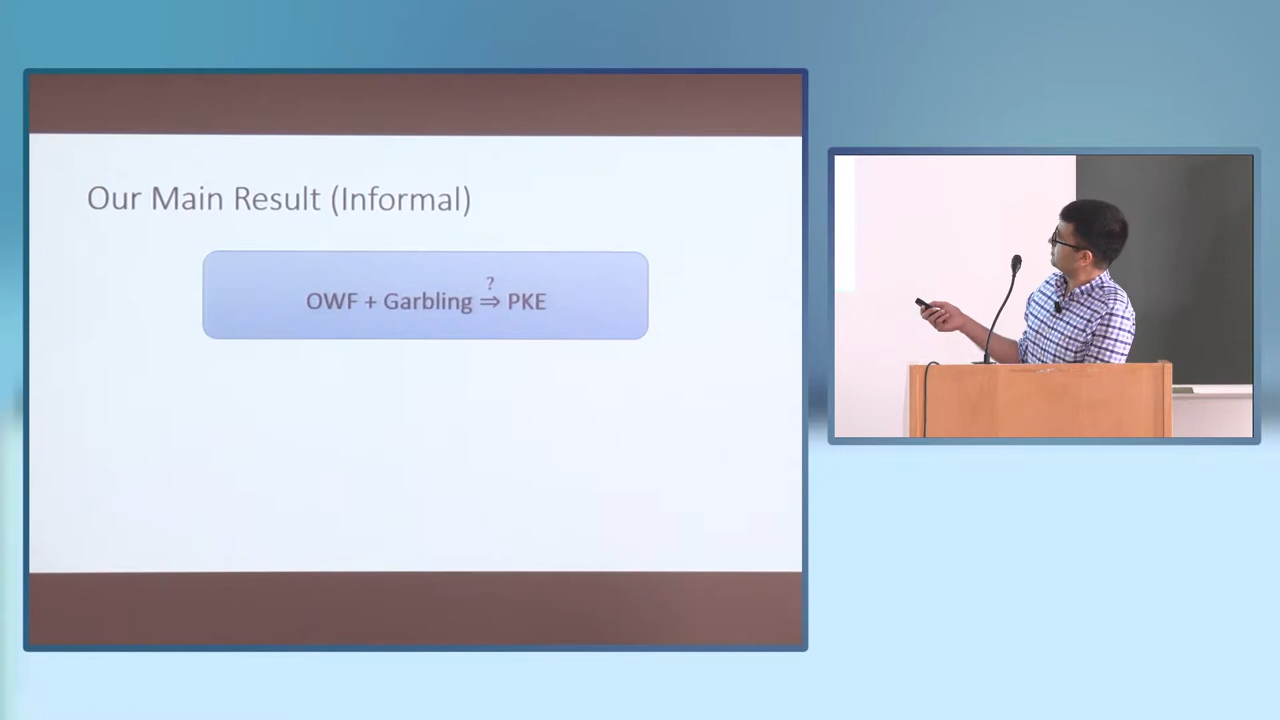 Our Main Result (Informal)
?
OWF + Garbling ⇒ PKE